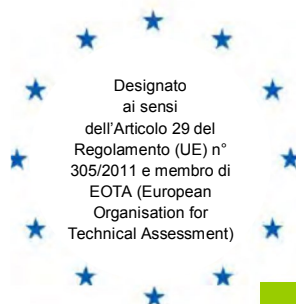 Designato
ai sensi
dell'Articolo 29 del
Regolamento (UE) n°
305/2011 e membro di
EOTA (European
Organisation for
Technical Assessment)